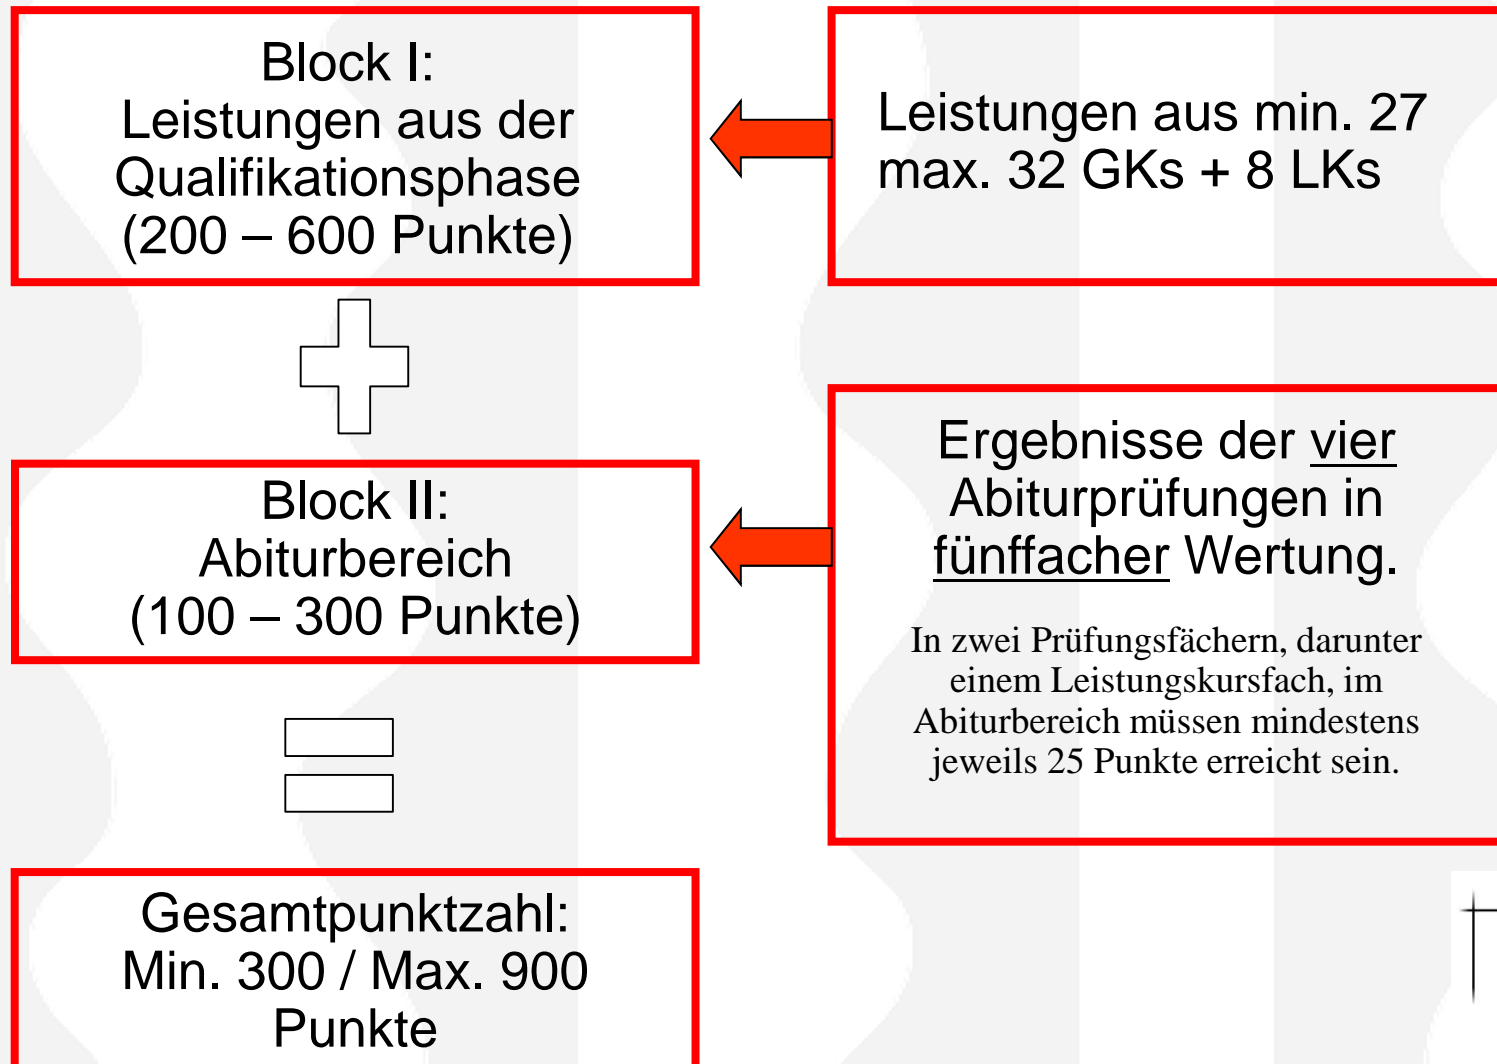 Block I:
Leistungen aus der
Qualifikationsphase
(200 – 600 Punkte)
Leistungen aus min. 27
max. 32 GKs + 8 LKs
Block II:
Abiturbereich
(100 – 300 Punkte)
Ergebnisse der vier
Abiturprüfungen in
fünffacher Wertung.
In zwei Prüfungsfächern, darunter
einem Leistungskursfach, im
Abiturbereich müssen mindestens
jeweils 25 Punkte erreicht sein.
Gesamtpunktzahl:
Min. 300 / Max. 900
Punkte